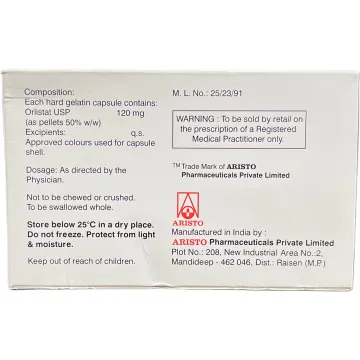 Composition:
Each hard gelatin capsule contains:
Orlistat USP 120 mg
(as pellets 50% w/w)
Excipients: q.s.
Approved colours used for capsule
shell.
Dosage: As directed by the
Physician.
Not to be chewed or crushed.
To be swallowed whole.
Store below 25°C in a dry place.
Do not freeze. Protect from light
& moisture.
Keep out of reach of children.
M. L. No.: 25/23/91
WARNING : To be sold by retail on
the prescription of a Registered
Medical Practitioner only.
™Trade Mark of ARISTO
Pharmaceuticals Private Limited
ARISTO
Manufactured in India by :
ARISTO Pharmaceuticals Private Limited
Plot No.: 208, New Industrial Area No.:2,
Mandideep - 462 046, Dist.: Raisen (M.P.)